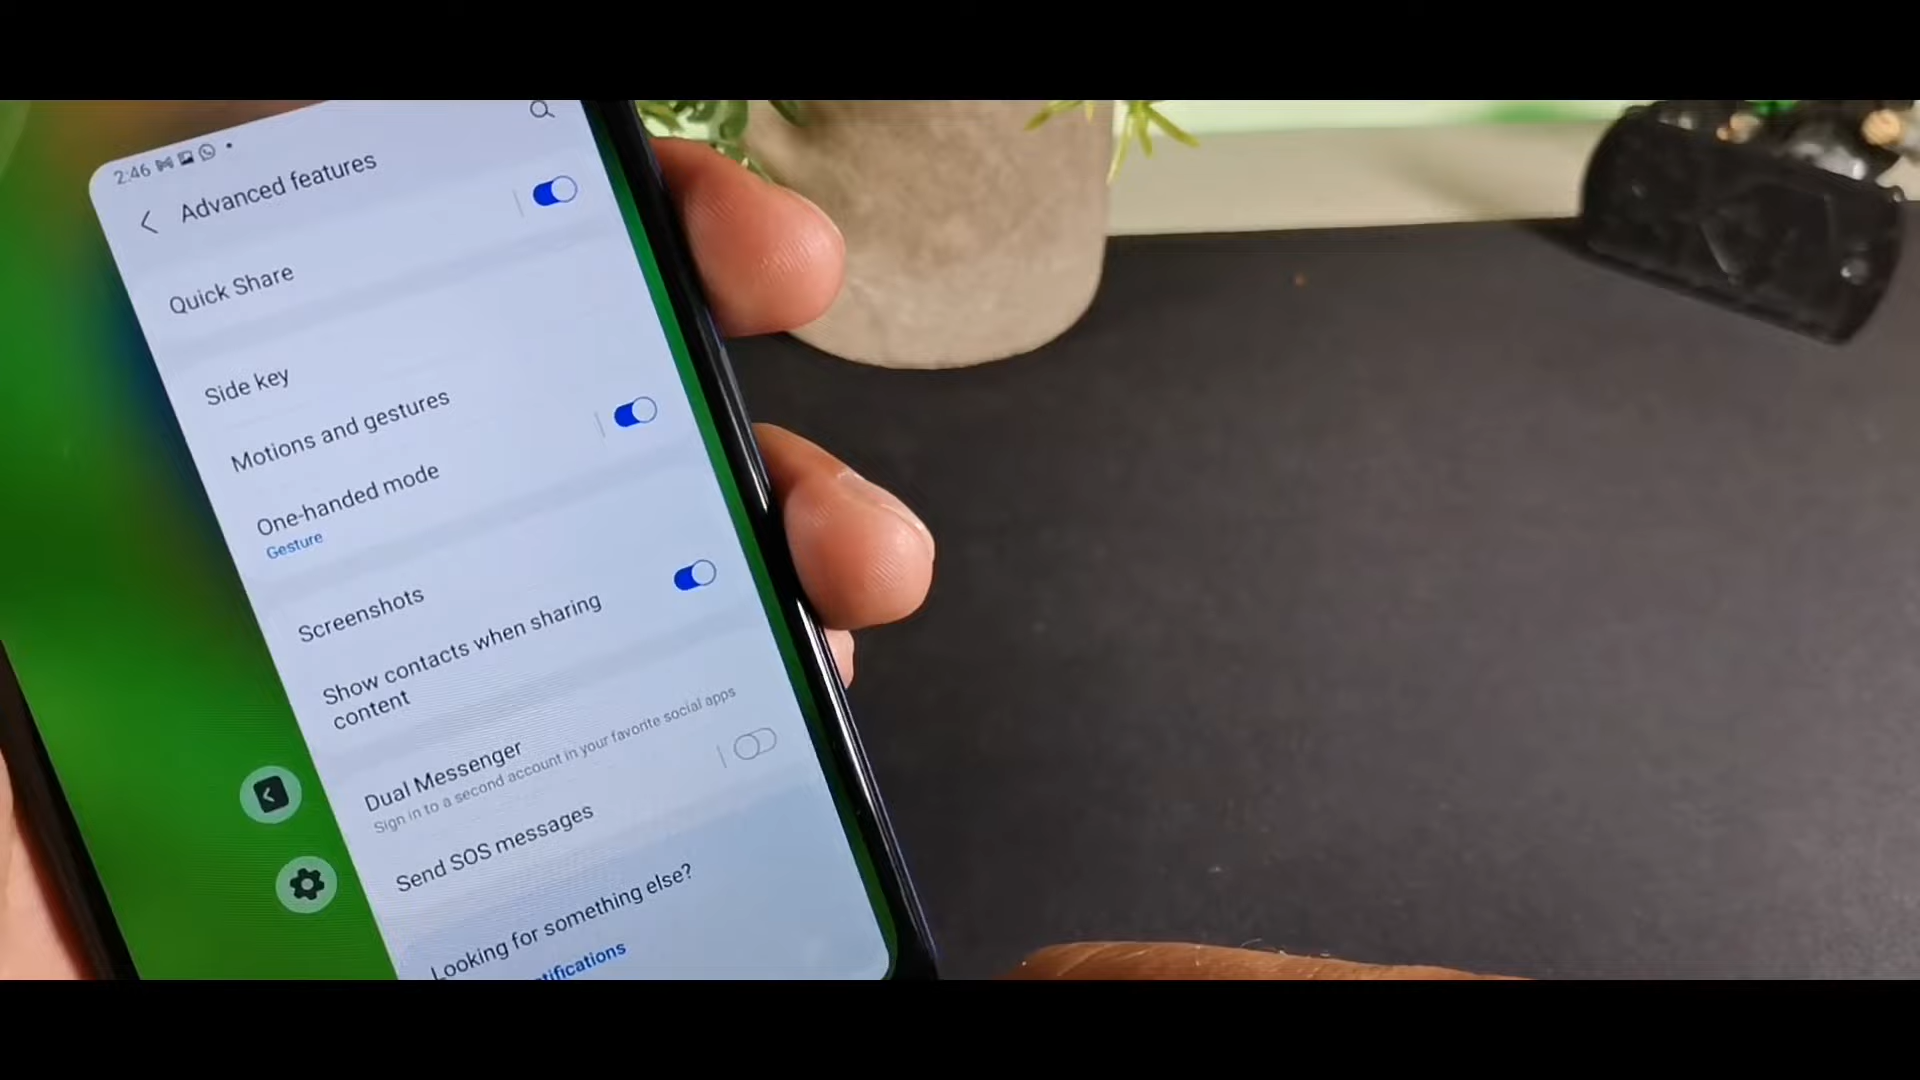 2:46
Advanced features
Quick Share
Side key
Motions and gestures
One-handed mode
Gesture
Screenshots
Show contacts when sharing
content
Dual Messenger
Sign in to a second account in your favorite social apps
Send SOS messages
Looking for something else?